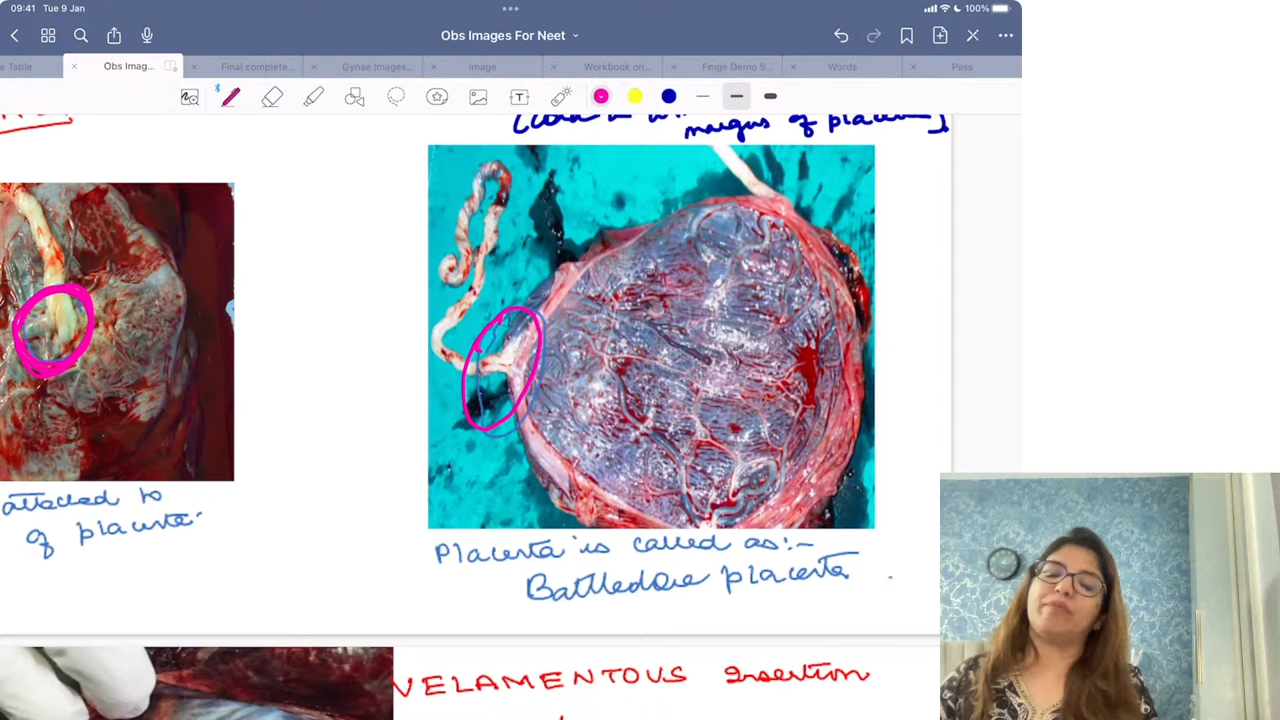 09:41 Tue 9 Jan
100%
Obs Images For Neet
e Table
Obs Imag...
Final complete...
Gynae Images...
Image
Workbook on...
Fmge Demo S...
Words
Pass
margins of placenta)
attached to
of placenta.
Placenta is called as:-
Battledore placenta.
VELAMENTOUS Insertion